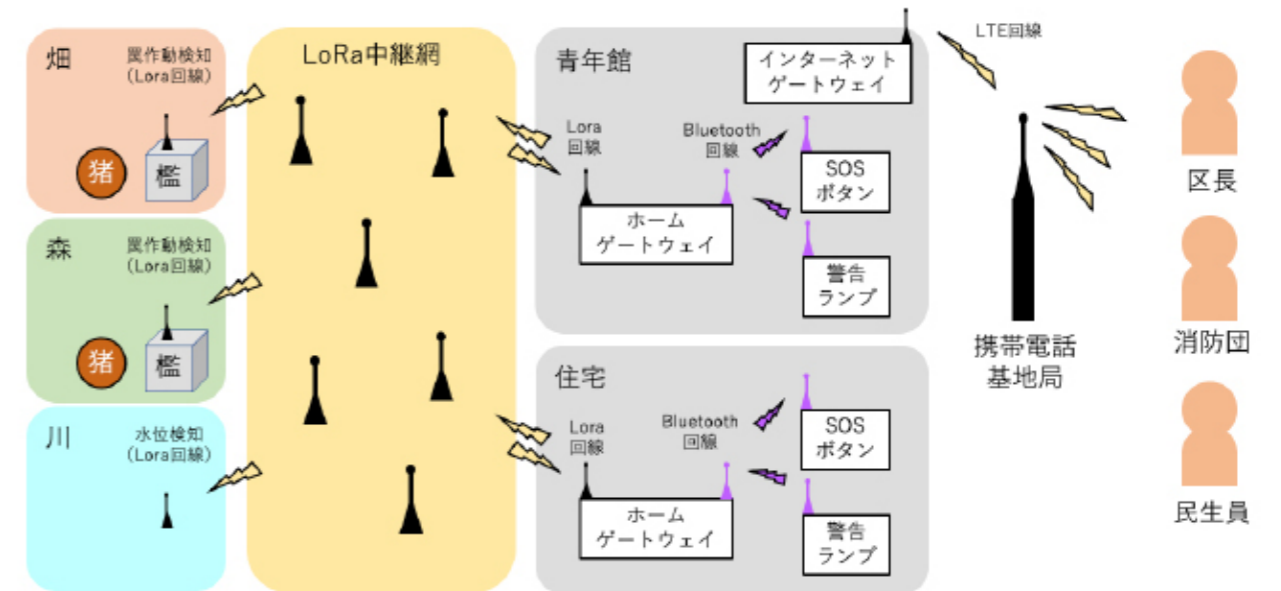 畑
罠作動検知
(Lora回線)
猪
檻
森
罠作動検知
(Lora回線)
猪
檻
川
水位検知
(Lora回線)
LoRa中継網
青年館
インターネット
ゲートウェイ
Lora
回線
Bluetooth
回線
SOS
ボタン
ホーム
ゲートウェイ
警告
ランプ
住宅
Lora
回線
Bluetooth
回線
SOS
ボタン
ホーム
ゲートウェイ
警告
ランプ
LTE回線
携帯電話
基地局
区長
消防団
民生員